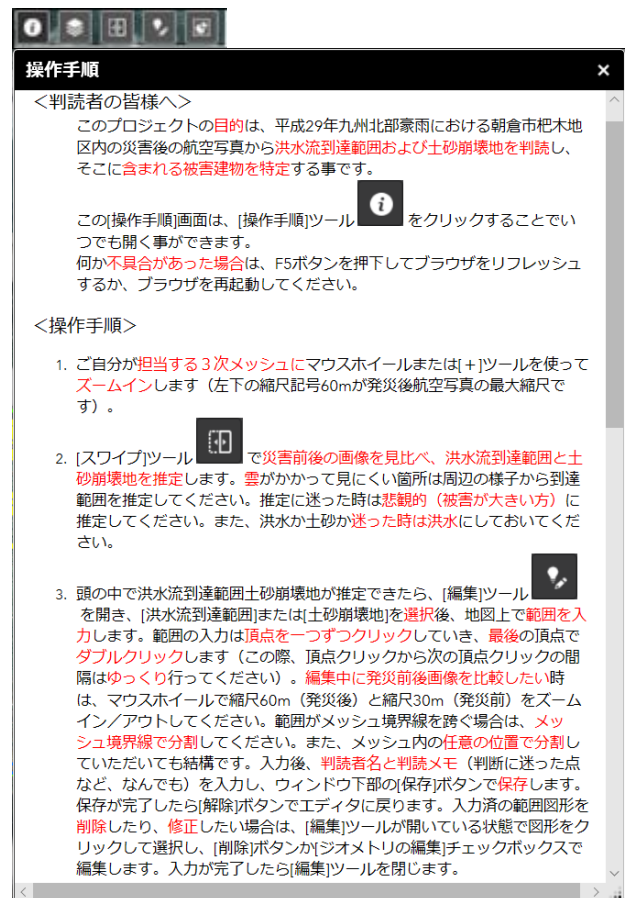 操作手順
×
＜判読者の皆様へ＞
このプロジェクトの目的は、平成29年九州北部豪雨における朝倉市杷木地
区内の災害後の航空写真から洪水流到達範囲および土砂崩壊地を判読し、
そこに含まれる被害建物を特定する事です。
この[操作手順]画面は、[操作手順]ツール をクリックすることでい
つでも開く事ができます。
何か不具合があった場合は、F5ボタンを押下してブラウザをリフレッシュ
するか、ブラウザを再起動してください。
＜操作手順＞
1. ご自分が担当する３次メッシュにマウスホイールまたは[＋]ツールを使って
ズームインします（左下の縮尺記号60mが発災後航空写真の最大縮尺で
す）。
2. [スワイプ]ツール で災害前後の画像を見比べ、洪水流到達範囲と土
砂崩壊地を推定します。雲がかかって見にくい箇所は周辺の様子から到達
範囲を推定してください。推定に迷った時は悲観的（被害が大きい方）に
推定してください。また、洪水か土砂か迷った時は洪水にしておいてくだ
さい。
3. 頭の中で洪水流到達範囲土砂崩壊地が推定できたら、[編集]ツール
を開き、[洪水流到達範囲]または[土砂崩壊地]を選択後、地図上で範囲を入
力します。範囲の入力は頂点を一つずつクリックしていき、最後の頂点で
ダブルクリックします（この際、頂点クリックから次の頂点クリックの間
隔はゆっくり行ってください）。編集中に発災前後画像を比較したい時
は、マウスホイールで縮尺60m（発災後）と縮尺30m（発災前）をズーム
イン／アウトしてください。範囲がメッシュ境界線を跨ぐ場合は、メッ
シュ境界線で分割してください。また、メッシュ内の任意の位置で分割し
ていただいても結構です。入力後、判読者名と判読メモ（判断に迷った点
など、なんでも）を入力し、ウィンドウ下部の[保存]ボタンで保存します。
保存が完了したら[解除]ボタンでエディタに戻ります。入力済の範囲図形を
削除したり、修正したい場合は、[編集]ツールが開いている状態で図形をク
リックして選択し、[削除]ボタンか[ジオメトリの編集]チェックボックスで
編集します。入力が完了したら[編集]ツールを閉じます。